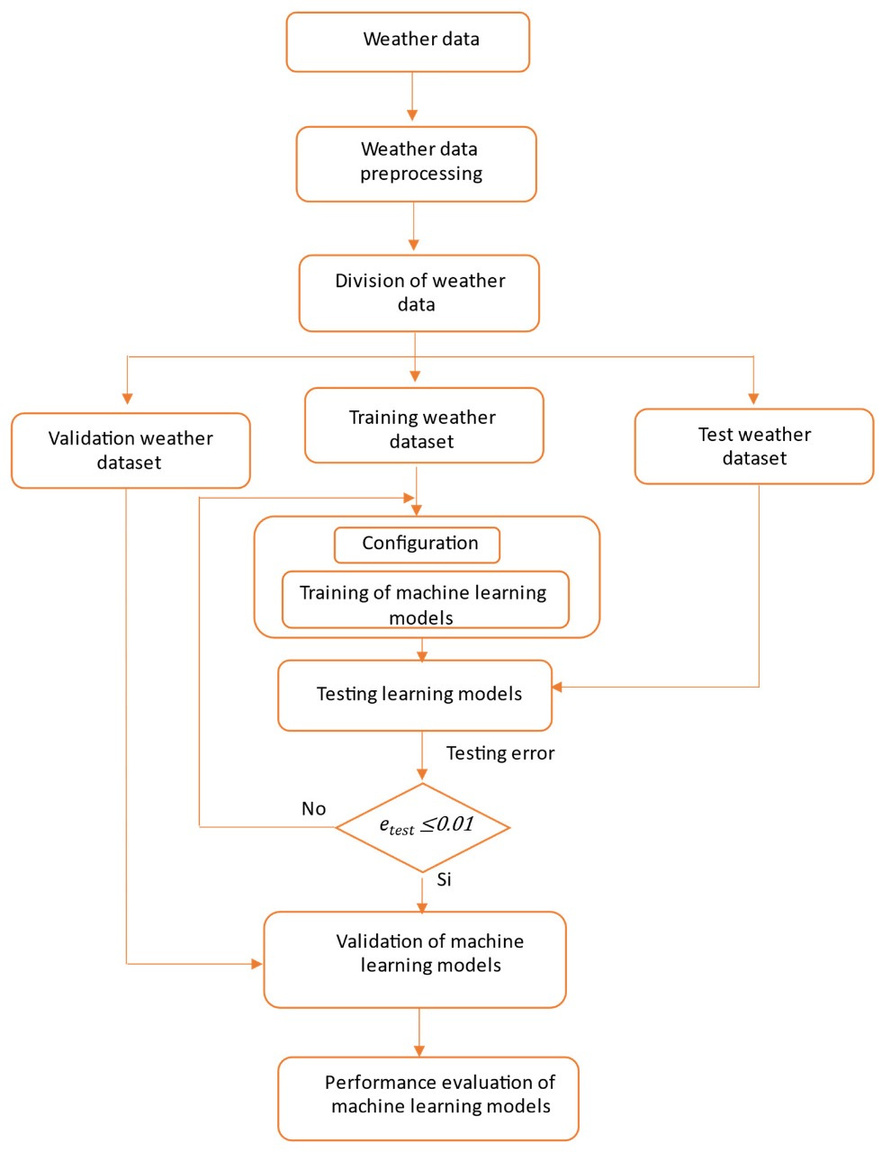 Weather data
Weather data
preprocessing
Division of weather
data
Validation weather
dataset
Training weather
dataset
Test weather
dataset
Configuration
Training of machine learning
models
Testing learning models
Testing error
No
e_test ≤0.01
Si
Validation of machine
learning models
Performance evaluation of
machine learning models